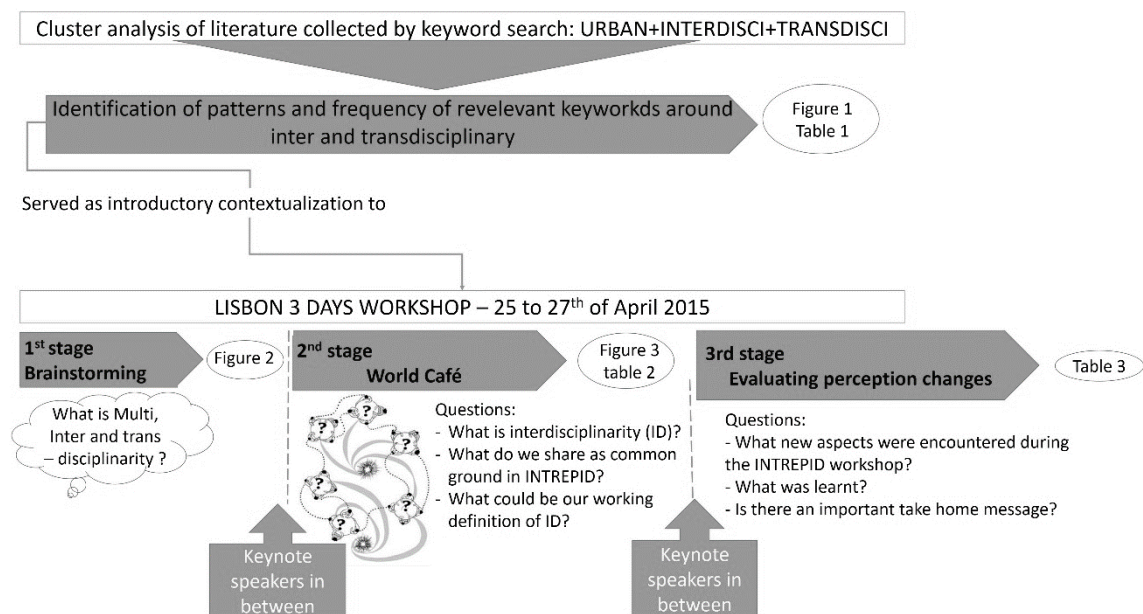 Cluster analysis of literature collected by keyword search: URBAN+INTERDISCI+TRANSDISCI
Identification of patterns and frequency of revelevant keyworkds around
inter and transdisciplinary
Figure 1
Table 1
Served as introductory contextualization to
LISBON 3 DAYS WORKSHOP – 25 to 27th of April 2015
1st stage
Brainstorming
Figure 2
What is Multi,
Inter and trans
– disciplinarity ?
2nd stage
World Café
Figure 3
table 2
? ? ? ? ? ?
Questions:
- What is interdisciplinarity (ID)?
- What do we share as common
ground in INTREPID?
- What could be our working
definition of ID?
Keynote
speakers in
between
3rd stage
Evaluating perception changes
Table 3
Questions:
- What new aspects were encountered during
the INTREPID workshop?
- What was learnt?
- Is there an important take home message?
Keynote
speakers in
between